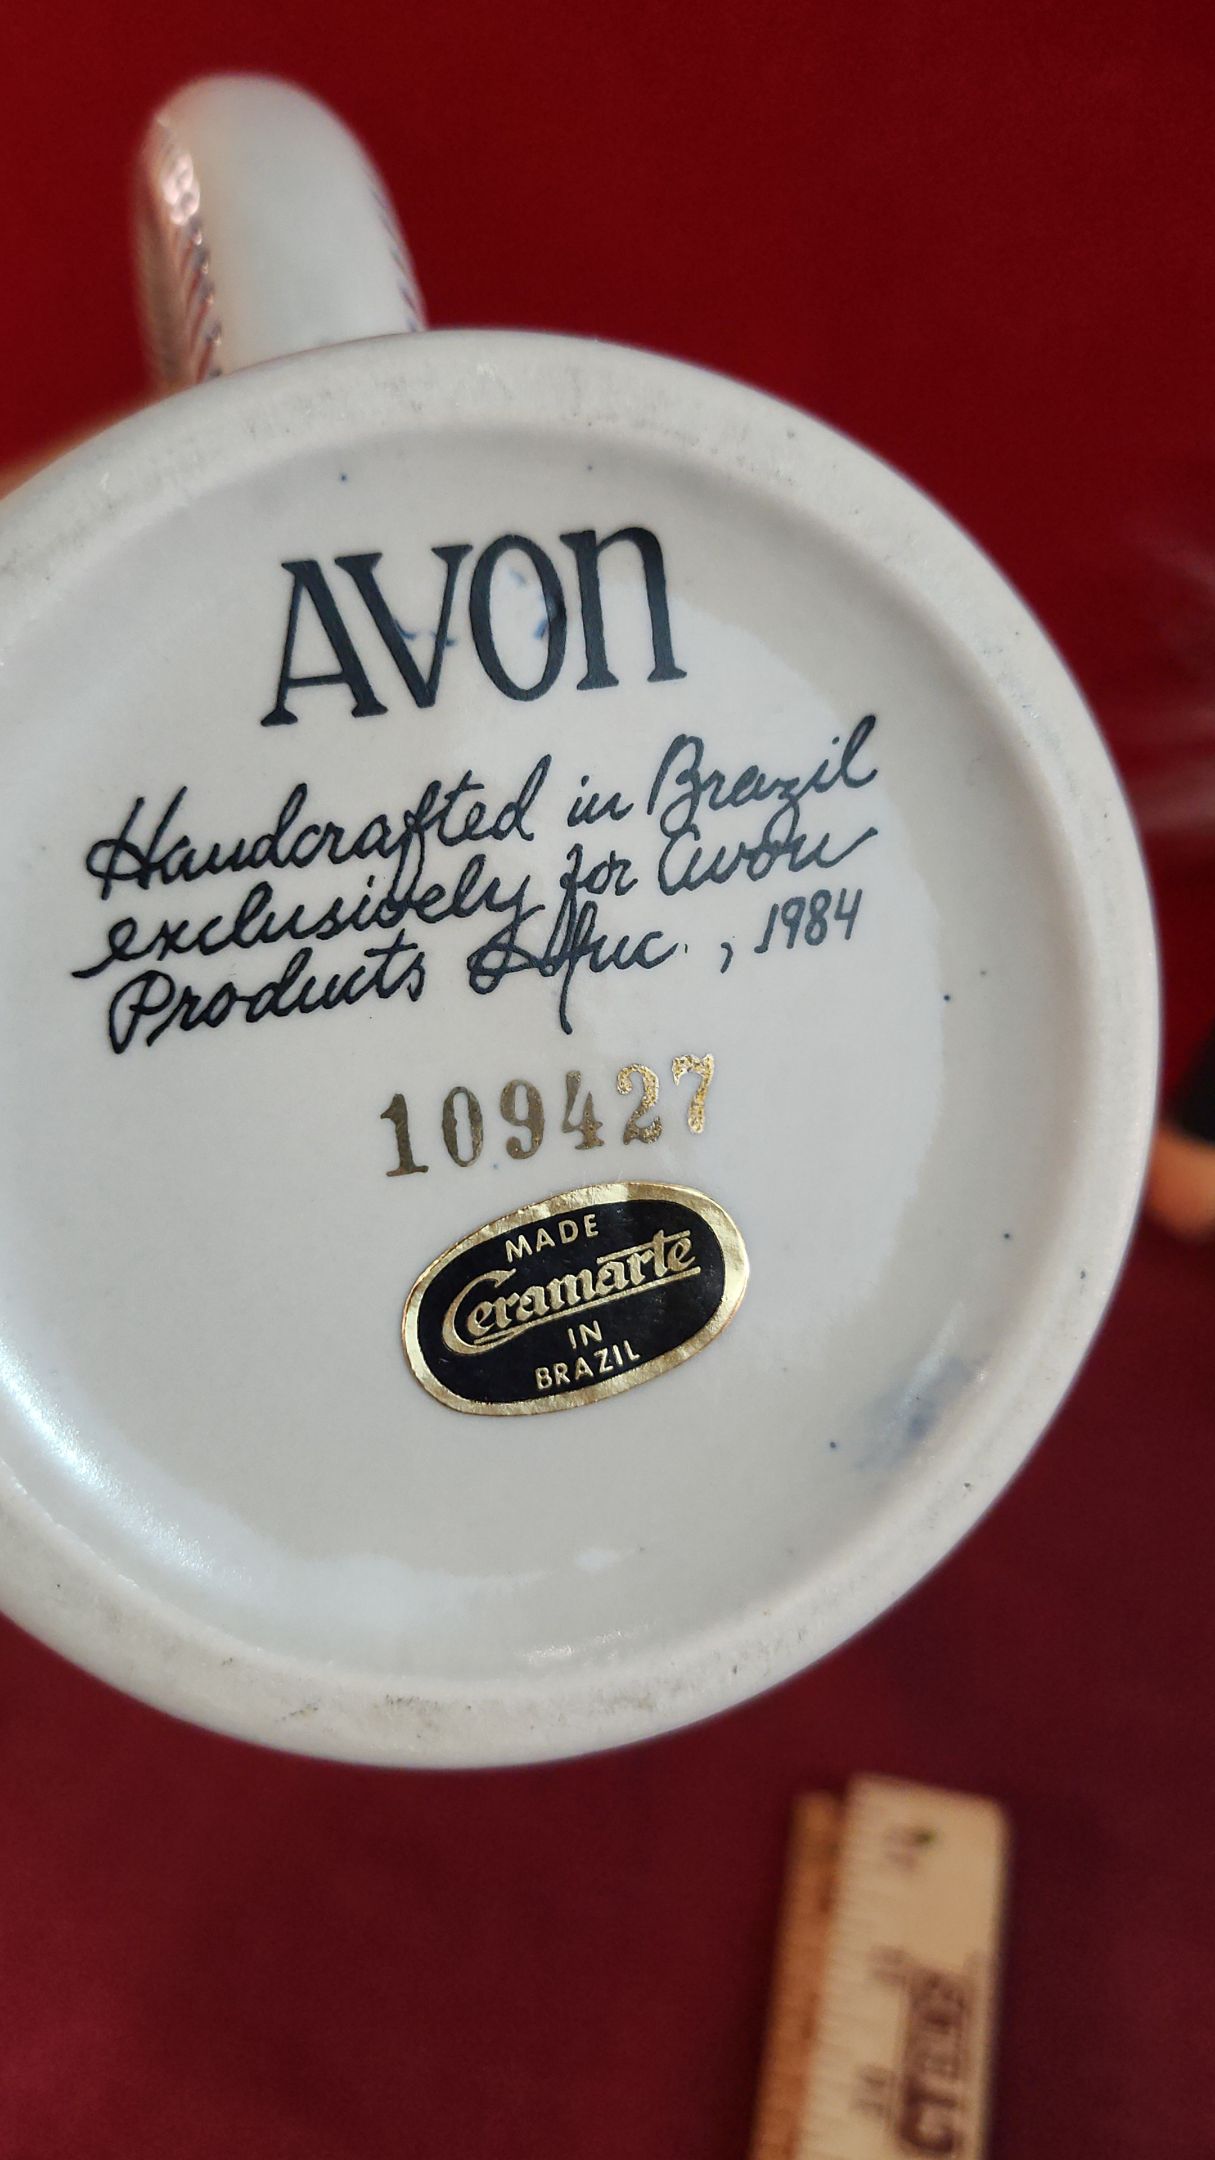 AVON
Handcrafted in Brazil
exclusively for Avon
Products Inc., 1984
109427
MADE
Ceramarte
IN
BRAZIL